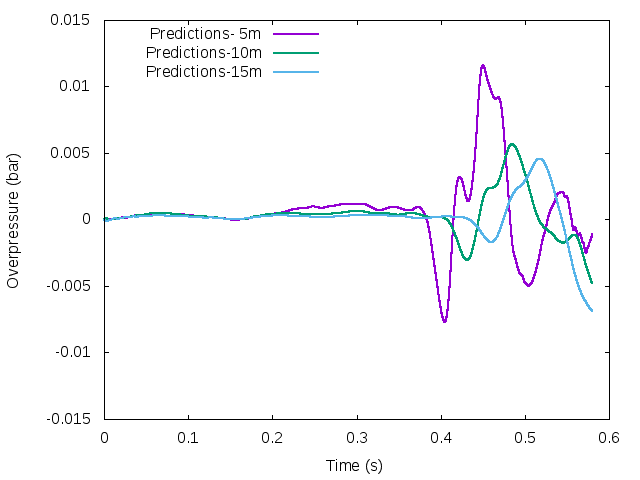 0.015
0.01
0.005
0
-0.005
-0.01
-0.015
0
0.1
0.2
0.3
0.4
0.5
0.6
Overpressure (bar)
Time (s)
Predictions- 5m
Predictions-10m
Predictions-15m